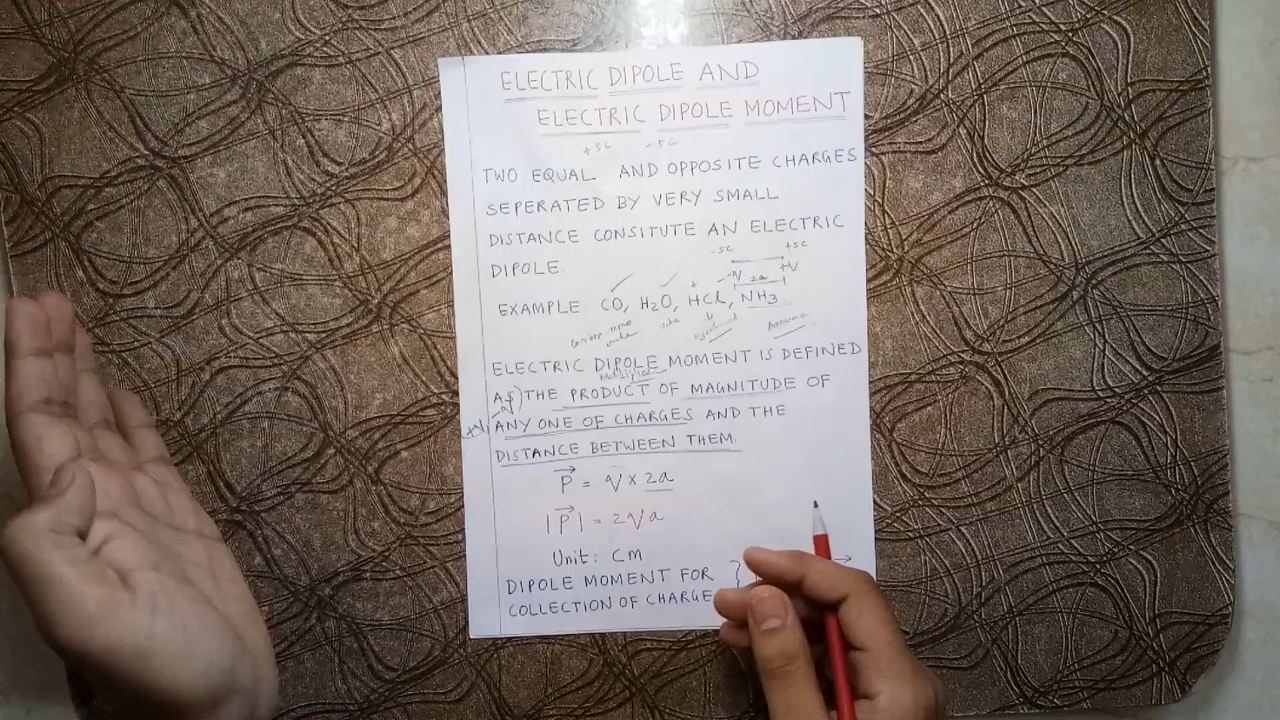 ELECTRIC DIPOLE AND
ELECTRIC DIPOLE MOMENT
+5C -5C
TWO EQUAL AND OPPOSITE CHARGES
SEPERATED BY VERY SMALL
DISTANCE CONSITUTE AN ELECTRIC
-5C +5C
DIPOLE.
-q 2a +q
EXAMPLE CO, H2O, HCl, NH3
ELECTRIC DIPOLE MOMENT IS DEFINED
AS THE PRODUCT OF MAGNITUDE OF
ANY ONE OF CHARGES AND THE
DISTANCE BETWEEN THEM.
P = q × 2a
|P| = 2qa
Unit: Cm
DIPOLE MOMENT FOR
COLLECTION OF CHARGE